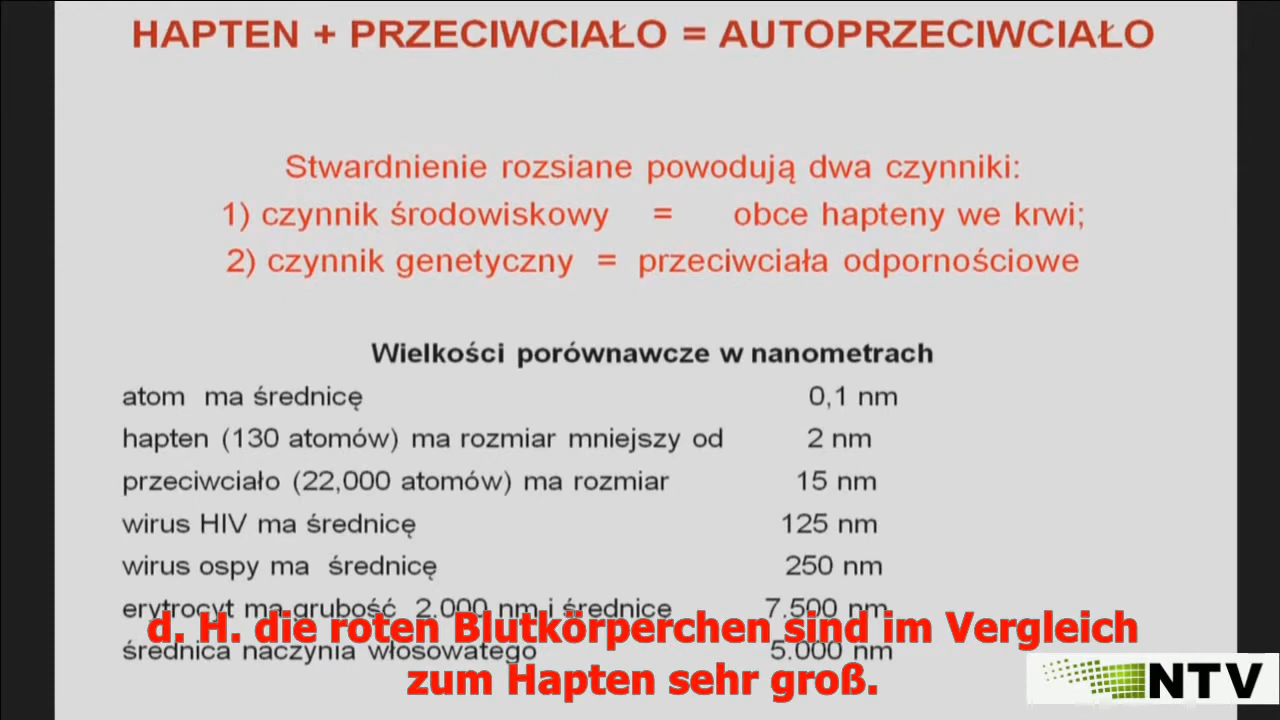 HAPTEN + PRZECIWCIAŁO = AUTOPRZECIWCIAŁO
Stwardnienie rozsiane powodują dwa czynniki:
1) czynnik środowiskowy = obce hapteny we krwi;
2) czynnik genetyczny = przeciwciała odpornościowe
Wielkości porównawcze w nanometrach
atom ma średnicę 0,1 nm
hapten (130 atomów) ma rozmiar mniejszy od 2 nm
przeciwciało (22,000 atomów) ma rozmiar 15 nm
wirus HIV ma średnicę 125 nm
wirus ospy ma średnicę 250 nm
erytrocyt ma grubość 2.000 nm i średnicę 7.500 nm
d. H. die roten Blutkörperchen sind im Vergleich
średnica naczynia włosowatego 5.000 nm
zum Hapten sehr groß.
NTV